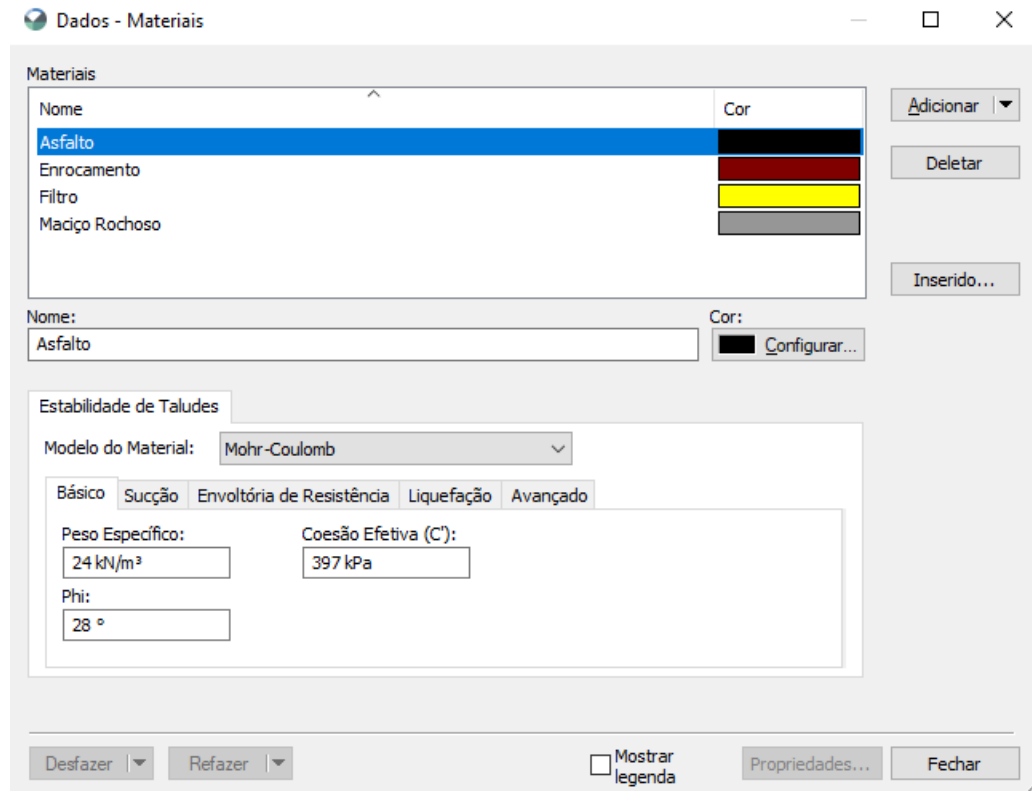 Dados - Materiais
Materiais
Nome Cor
Adicionar
Asfalto
Deletar
Enrocamento
Filtro
Maciço Rochoso
Inserido...
Nome: Cor:
Asfalto Configurar...
Estabilidade de Taludes
Modelo do Material: Mohr-Coulomb
Básico Sucção Envoltória de Resistência Liquefação Avançado
Peso Específico: Coesão Efetiva (C'):
24 kN/m³ 397 kPa
Phi:
28 °
Desfazer Refazer Mostrar legenda Propriedades... Fechar